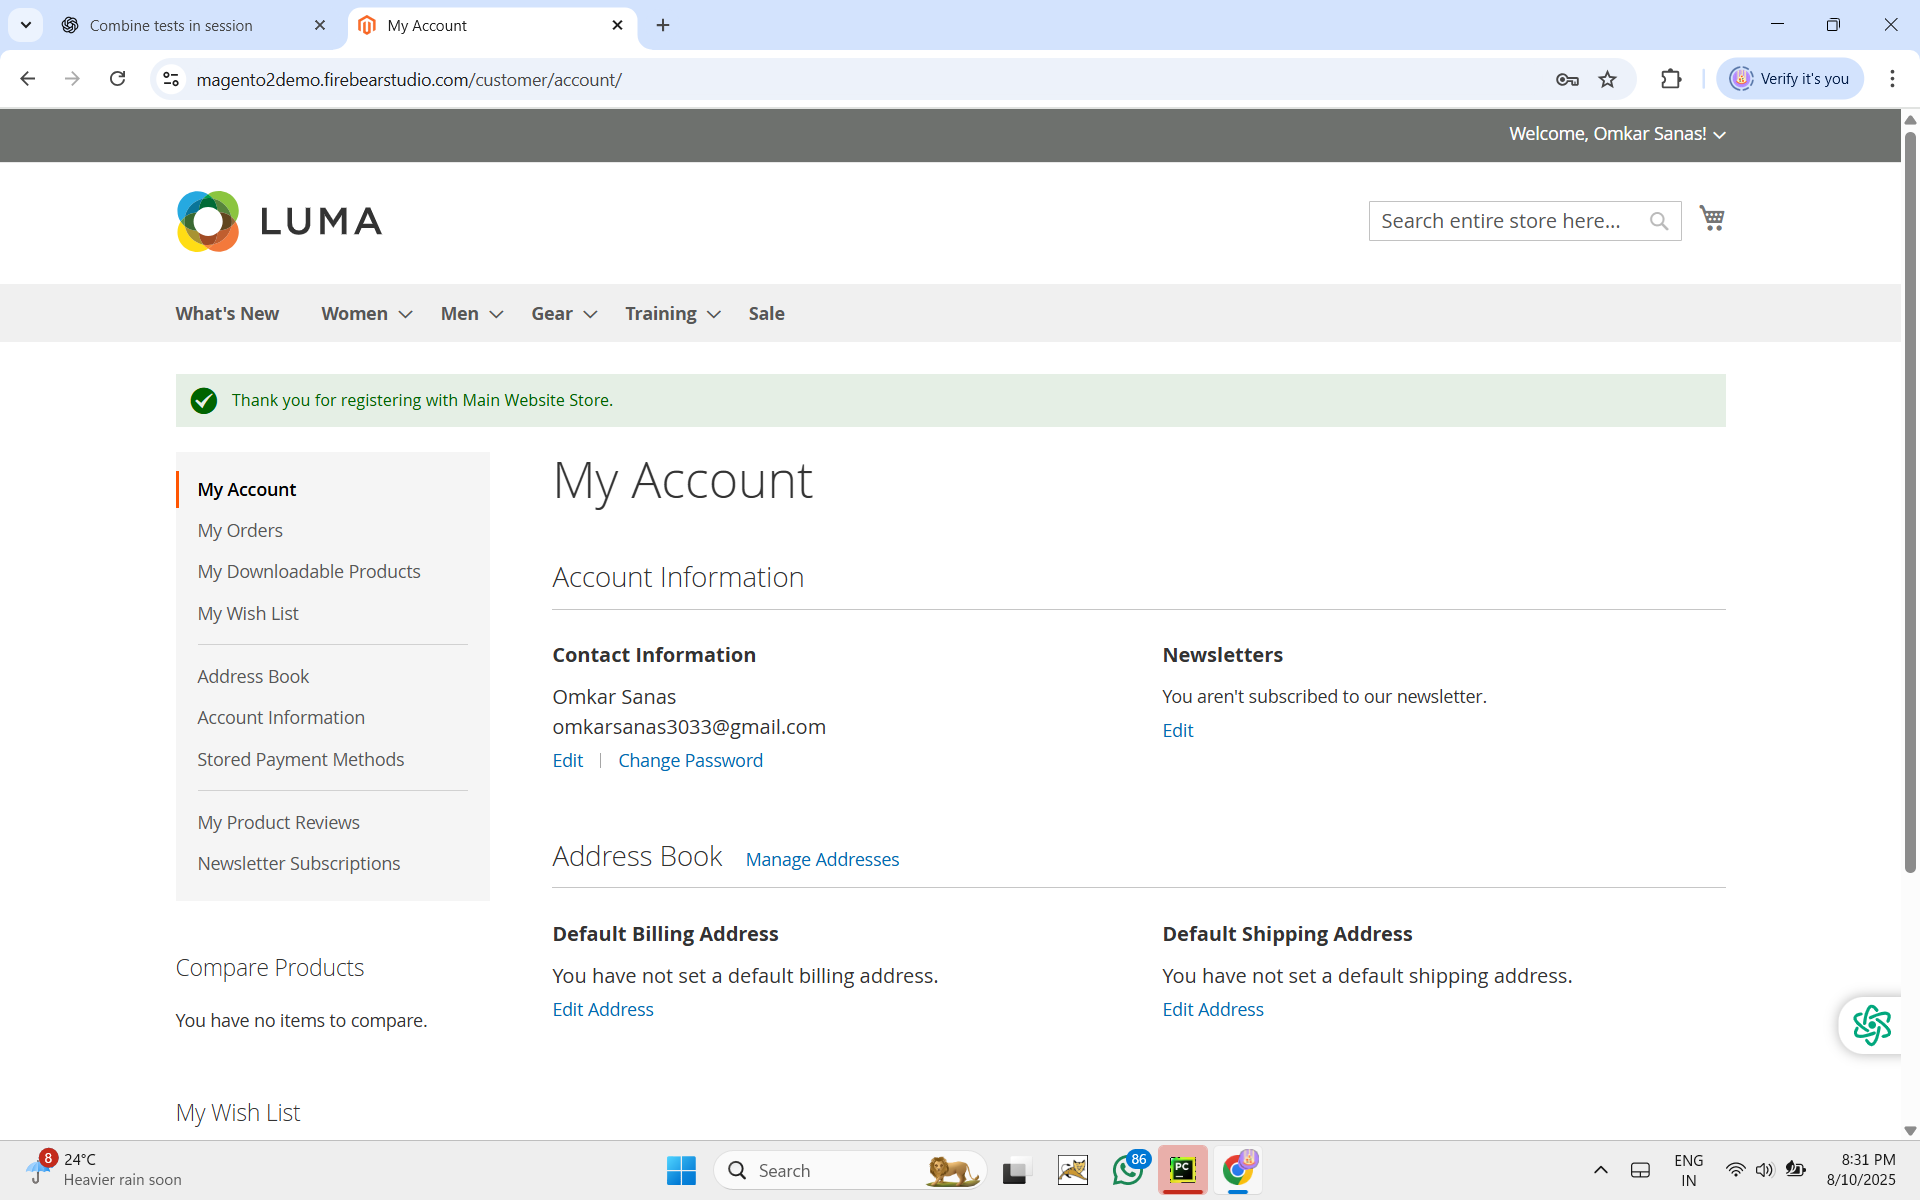 Combine tests in session
My Account
magento2demo.firebearstudio.com/customer/account/
Verify it's you
Welcome, Omkar Sanas!
LUMA
Search entire store here...
What's New
Women
Men
Gear
Training
Sale
Thank you for registering with Main Website Store.
My Account
My Orders
My Downloadable Products
My Wish List
Address Book
Account Information
Stored Payment Methods
My Product Reviews
Newsletter Subscriptions
Compare Products
You have no items to compare.
My Wish List
My Account
Account Information
Contact Information
Omkar Sanas
omkarsanas3033@gmail.com
Edit | Change Password
Newsletters
You aren't subscribed to our newsletter.
Edit
Address Book Manage Addresses
Default Billing Address
You have not set a default billing address.
Edit Address
Default Shipping Address
You have not set a default shipping address.
Edit Address
8
24°C
Heavier rain soon
Search
86
PC
ENG
IN
8:31 PM
8/10/2025